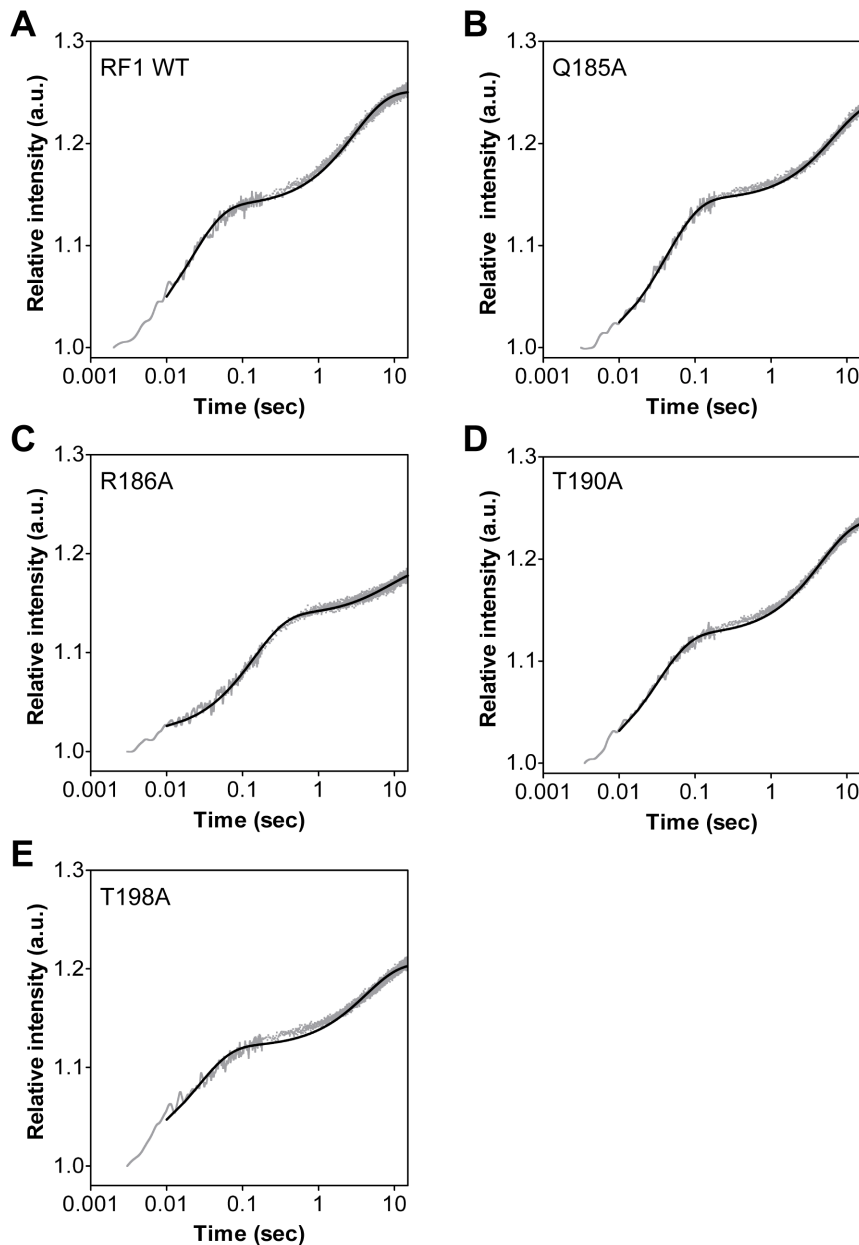 A
RF1 WT
Relative intensity (a.u.)
1.3
1.2
1.1
1.0
0.001 0.01 0.1 1 10
Time (sec)
B
Q185A
Relative intensity (a.u.)
1.3
1.2
1.1
1.0
0.001 0.01 0.1 1 10
Time (sec)
C
R186A
Relative intensity (a.u.)
1.3
1.2
1.1
1.0
0.001 0.01 0.1 1 10
Time (sec)
D
T190A
Relative intensity (a.u.)
1.3
1.2
1.1
1.0
0.001 0.01 0.1 1 10
Time (sec)
E
T198A
Relative intensity (a.u.)
1.3
1.2
1.1
1.0
0.001 0.01 0.1 1 10
Time (sec)